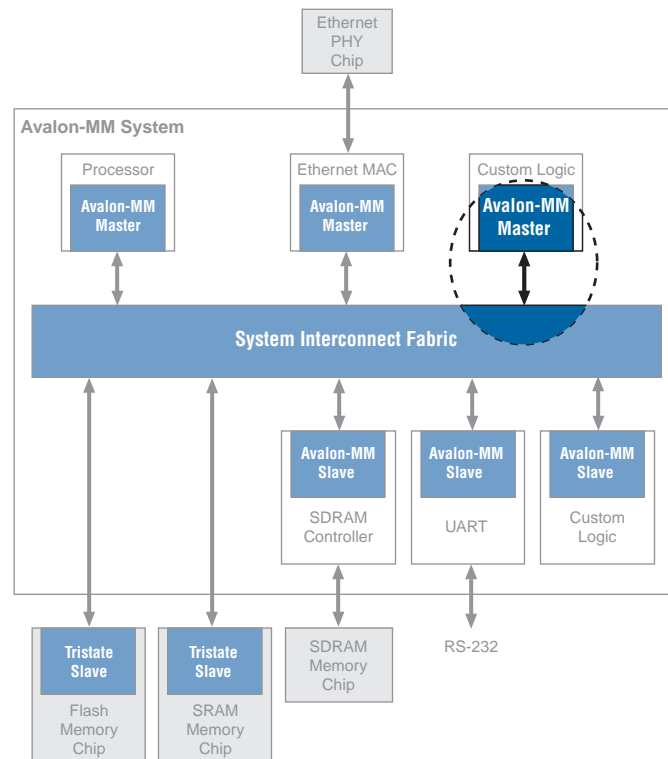 Ethernet
PHY
Chip
Avalon-MM System
Processor
Avalon-MM
Master
Ethernet MAC
Avalon-MM
Master
Custom Logic
Avalon-MM
Master
System Interconnect Fabric
Avalon-MM
Slave
SDRAM
Controller
Avalon-MM
Slave
UART
Avalon-MM
Slave
Custom
Logic
Tristate
Slave
Flash
Memory
Chip
Tristate
Slave
SRAM
Memory
Chip
SDRAM
Memory
Chip
RS-232